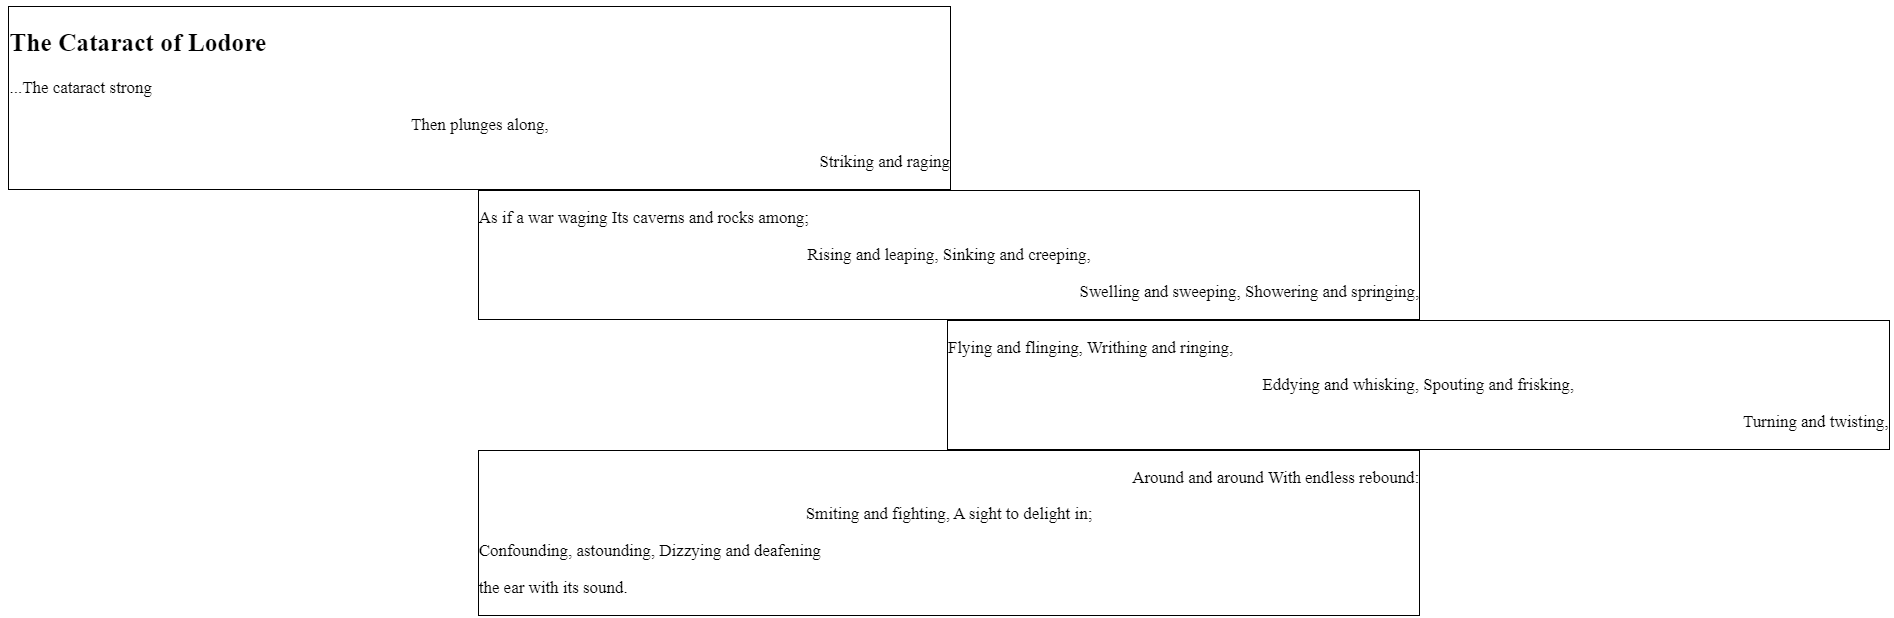 The Cataract of Lodore
...The cataract strong
Then plunges along,
Striking and raging
As if a war waging Its caverns and rocks among;
Rising and leaping, Sinking and creeping,
Swelling and sweeping, Showering and springing,
Flying and flinging, Writhing and ringing,
Eddying and whisking, Spouting and frisking,
Turning and twisting,
Around and around With endless rebound:
Smiting and fighting, A sight to delight in;
Confounding, astounding, Dizzying and deafening
the ear with its sound.